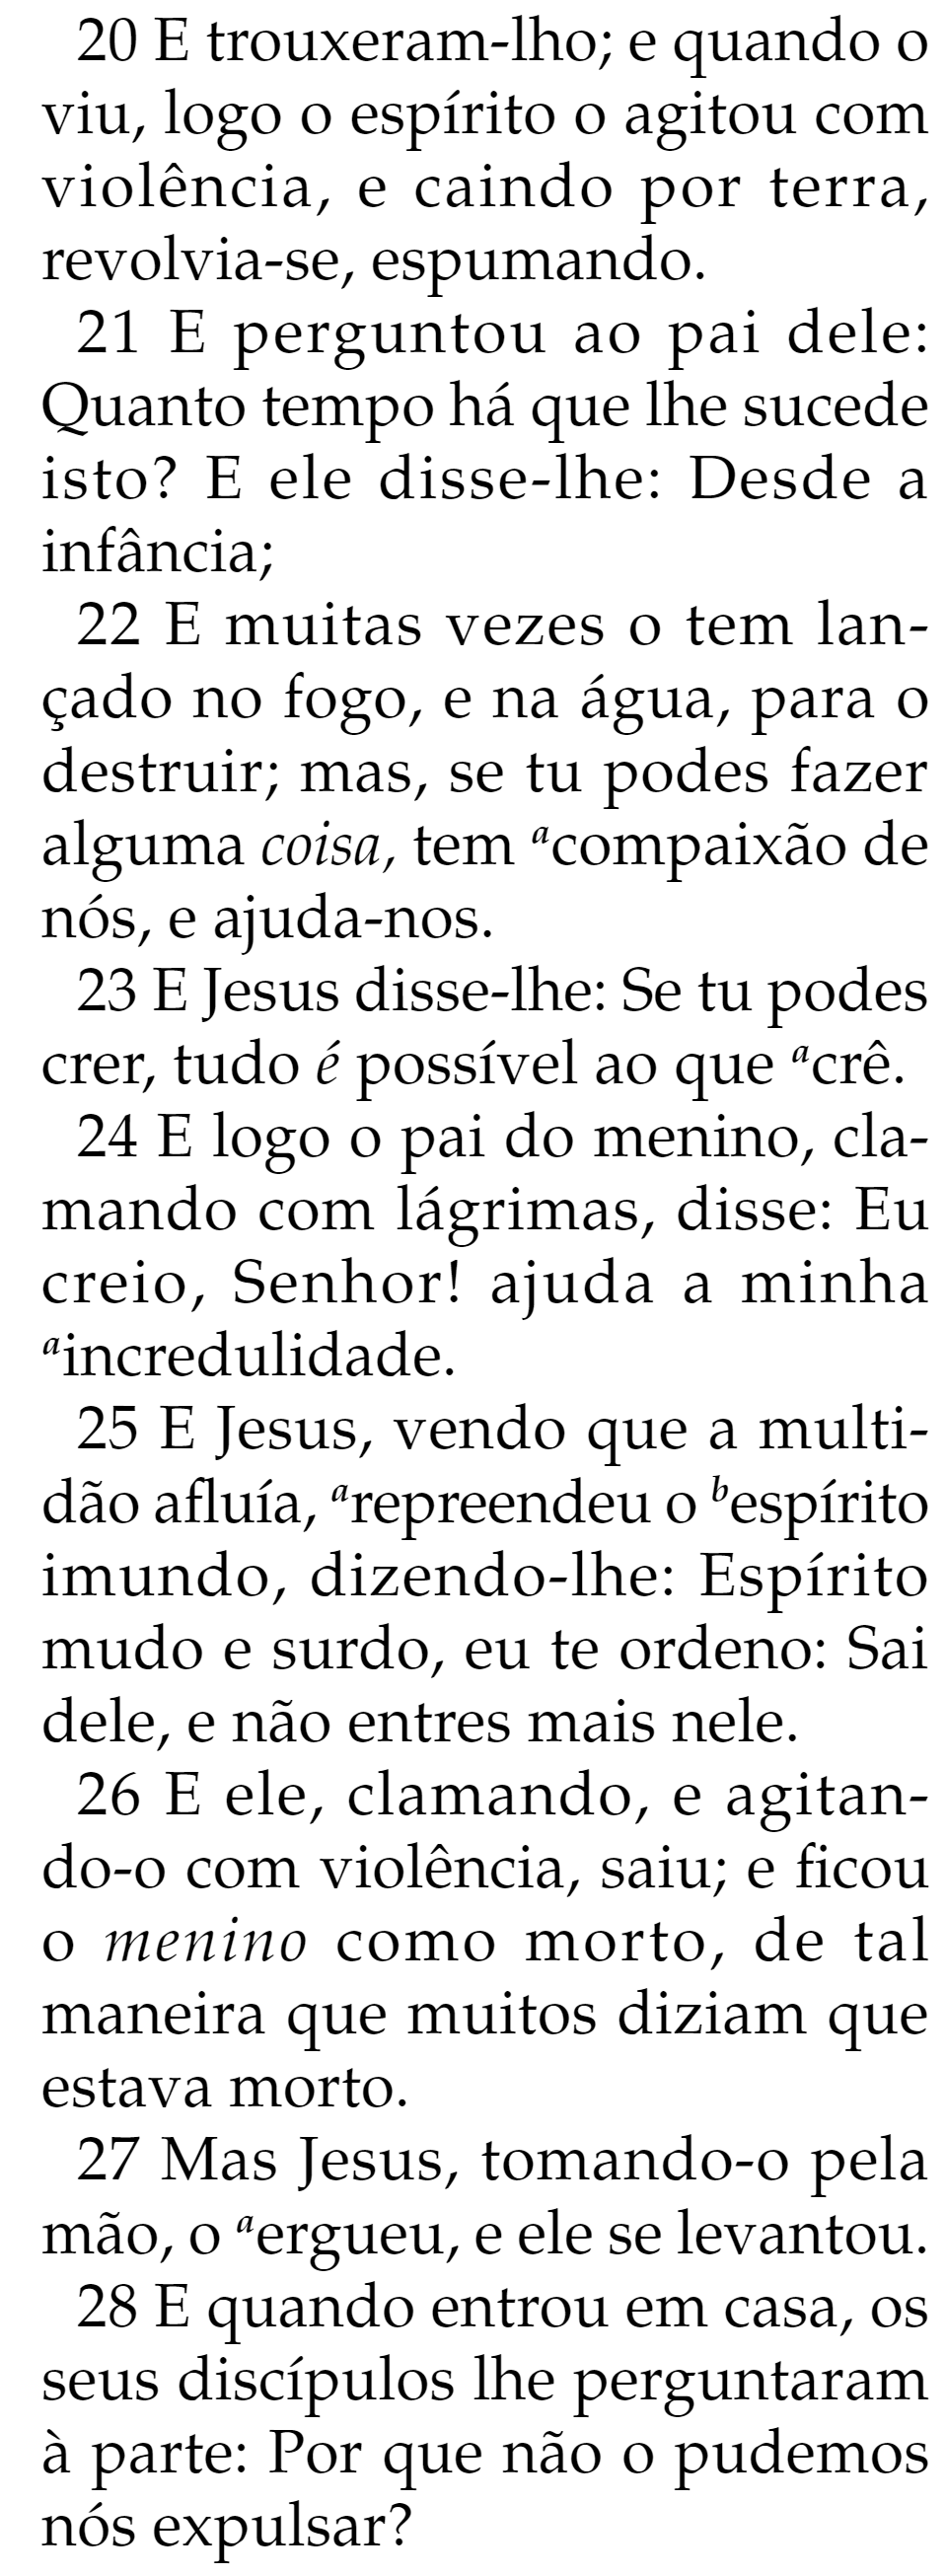 20 E trouxeram-lho; e quando o
viu, logo o espírito o agitou com
violência, e caindo por terra,
revolvia-se, espumando.
21 E perguntou ao pai dele:
Quanto tempo há que lhe sucede
isto? E ele disse-lhe: Desde a
infância;
22 E muitas vezes o tem lan-
çado no fogo, e na água, para o
destruir; mas, se tu podes fazer
alguma coisa, tem ᵃcompaixão de
nós, e ajuda-nos.
23 E Jesus disse-lhe: Se tu podes
crer, tudo é possível ao que ᵃcrê.
24 E logo o pai do menino, cla-
mando com lágrimas, disse: Eu
creio, Senhor! ajuda a minha
ᵃincredulidade.
25 E Jesus, vendo que a multi-
dão afluía, ᵃrepreendeu o ᵇespírito
imundo, dizendo-lhe: Espírito
mudo e surdo, eu te ordeno: Sai
dele, e não entres mais nele.
26 E ele, clamando, e agitan-
do-o com violência, saiu; e ficou
o menino como morto, de tal
maneira que muitos diziam que
estava morto.
27 Mas Jesus, tomando-o pela
mão, o ᵃergueu, e ele se levantou.
28 E quando entrou em casa, os
seus discípulos lhe perguntaram
à parte: Por que não o pudemos
nós expulsar?